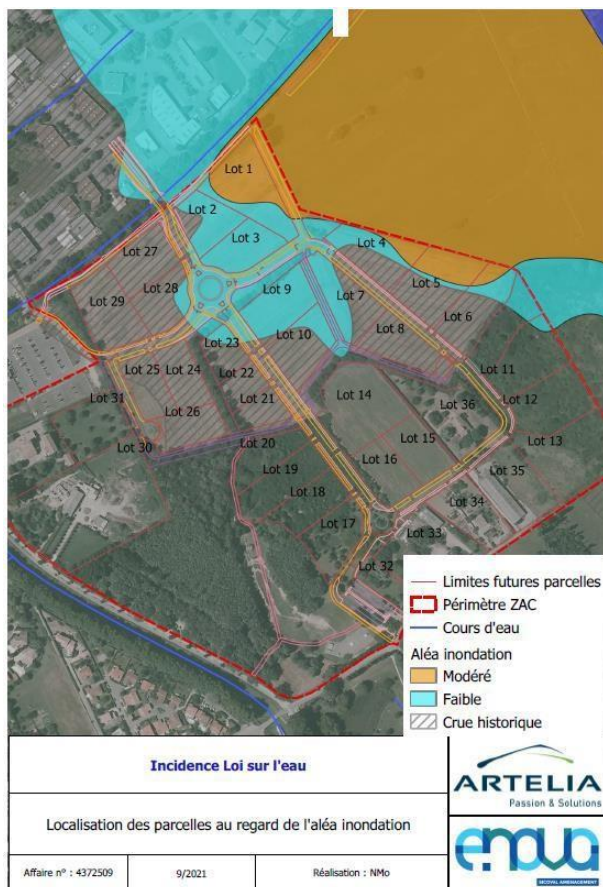 Lot 1
Lot 2
Lot 3
Lot 4
Lot 27
Lot 5
Lot 28
Lot 9
Lot 7
Lot 29
Lot 6
Lot 8
Lot 10
Lot 23
Lot 11
Lot 25
Lot 24
Lot 22
Lot 31
Lot 14
Lot 21
Lot 12
Lot 36
Lot 26
Lot 15
Lot 13
Lot 20
Lot 30
Lot 16
Lot 19
Lot 35
Lot 18
Lot 34
Lot 17
Lot 33
Lot 32
Limites futures parcelles
Périmètre ZAC
Cours d'eau
Aléa inondation
Modéré
Faible
Crue historique
Incidence Loi sur l'eau
ARTELIA
Passion & Solutions
Localisation des parcelles au regard de l'aléa inondation
enova
SICOVAL AMENAGEMENT
Affaire n° : 4372509
9/2021
Réalisation : NMo